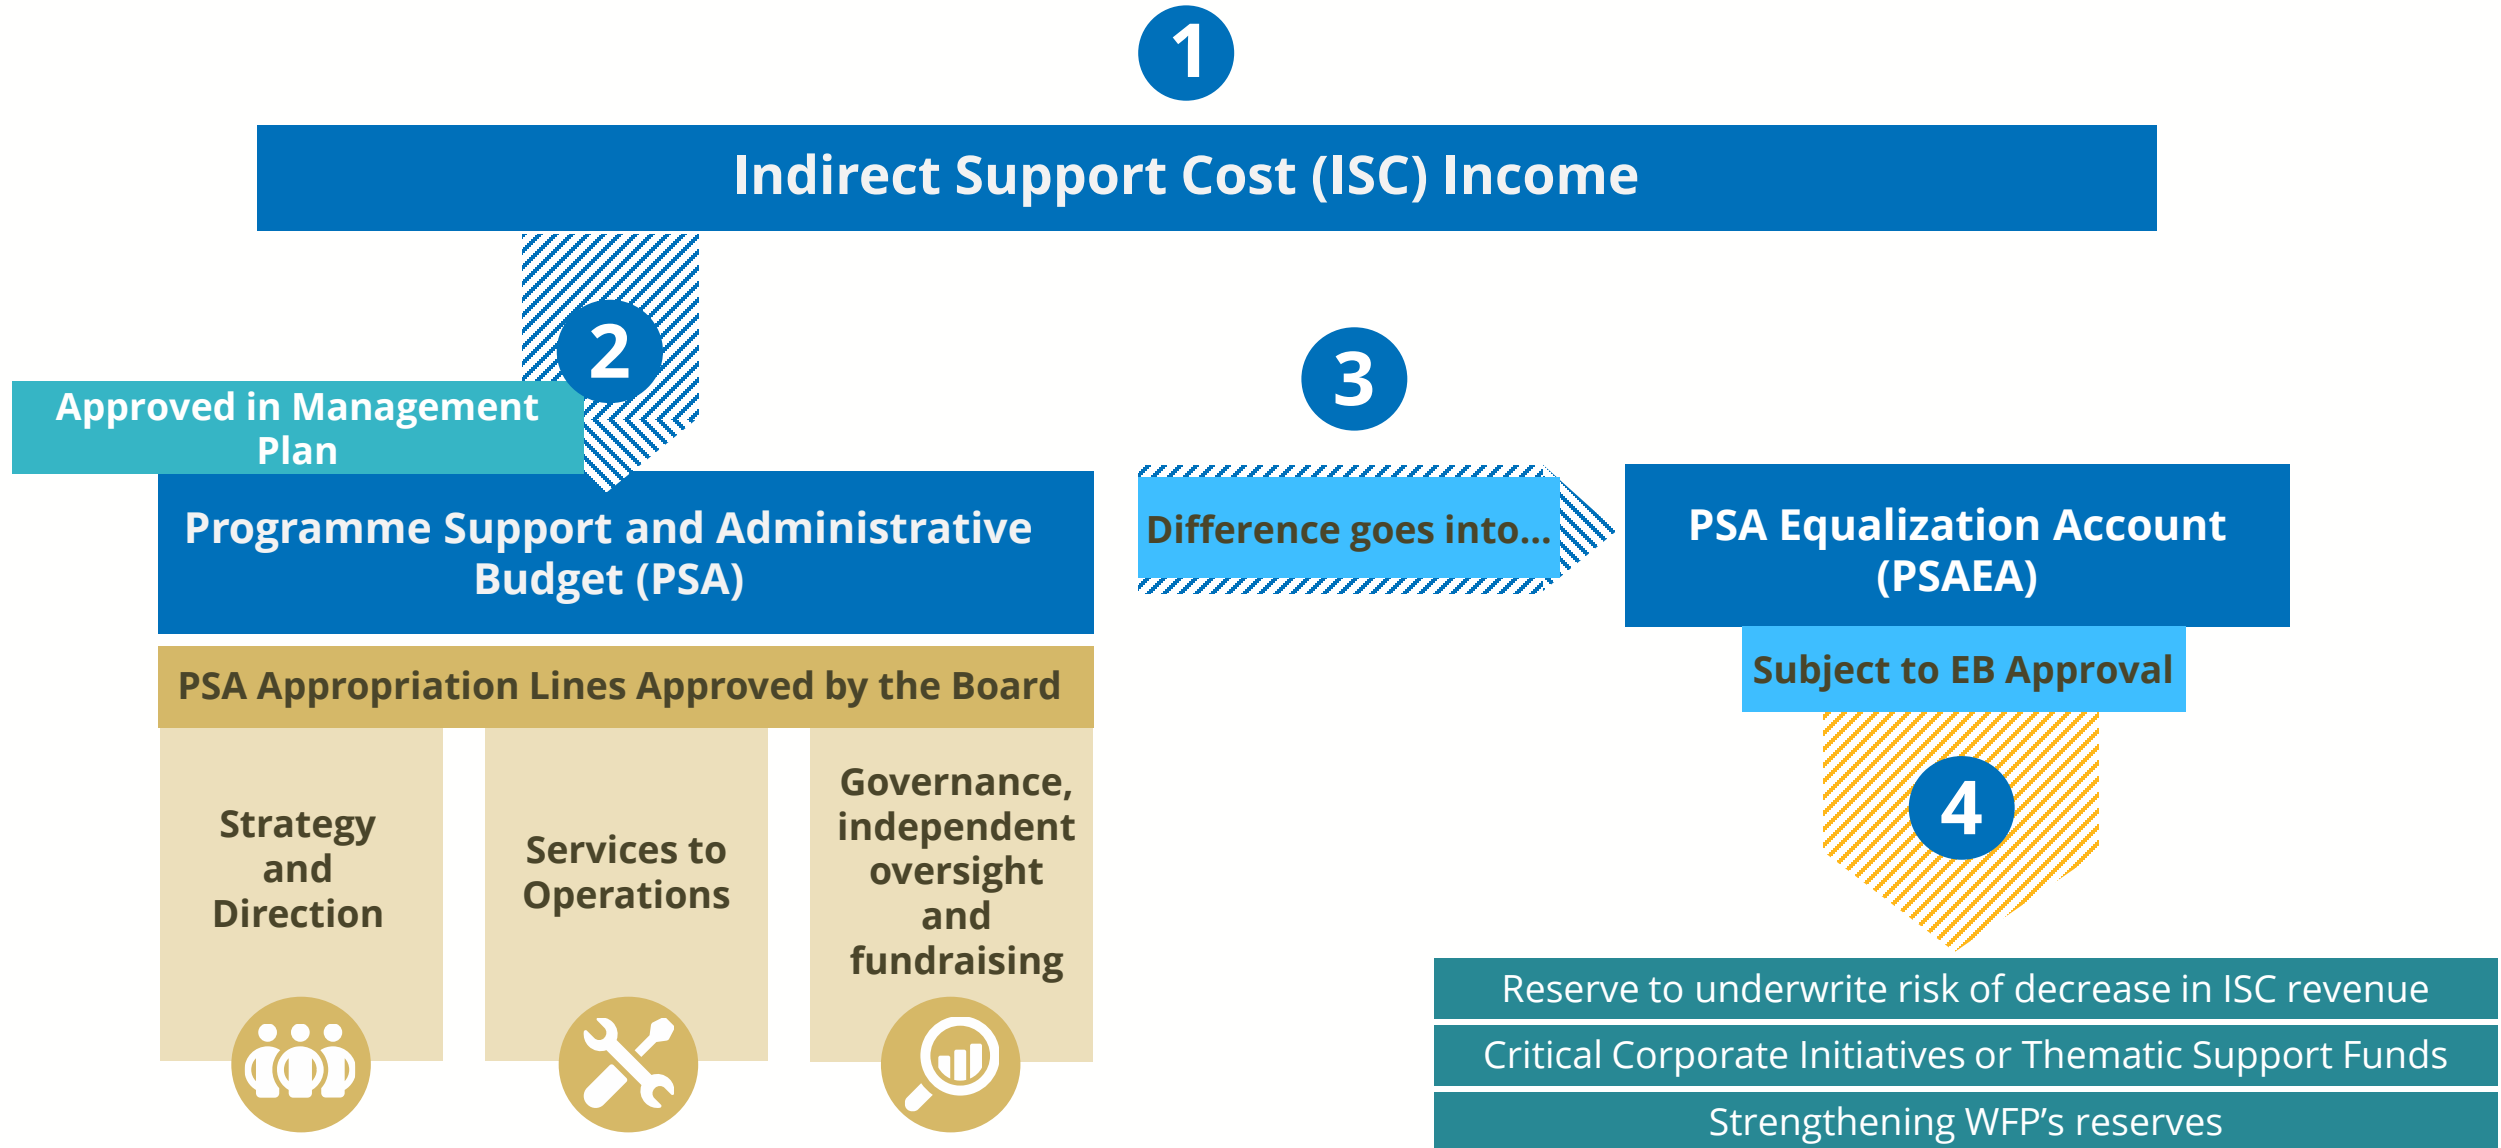 1
Indirect Support Cost (ISC) Income
2
Approved in Management
Plan
Programme Support and Administrative
Budget (PSA)
3
Difference goes into...
PSA Equalization Account
(PSAEA)
Subject to EB Approval
PSA Appropriation Lines Approved by the Board
Strategy
and
Direction
Services to
Operations
Governance,
independent
oversight
and
fundraising
4
Reserve to underwrite risk of decrease in ISC revenue
Critical Corporate Initiatives or Thematic Support Funds
Strengthening WFP’s reserves